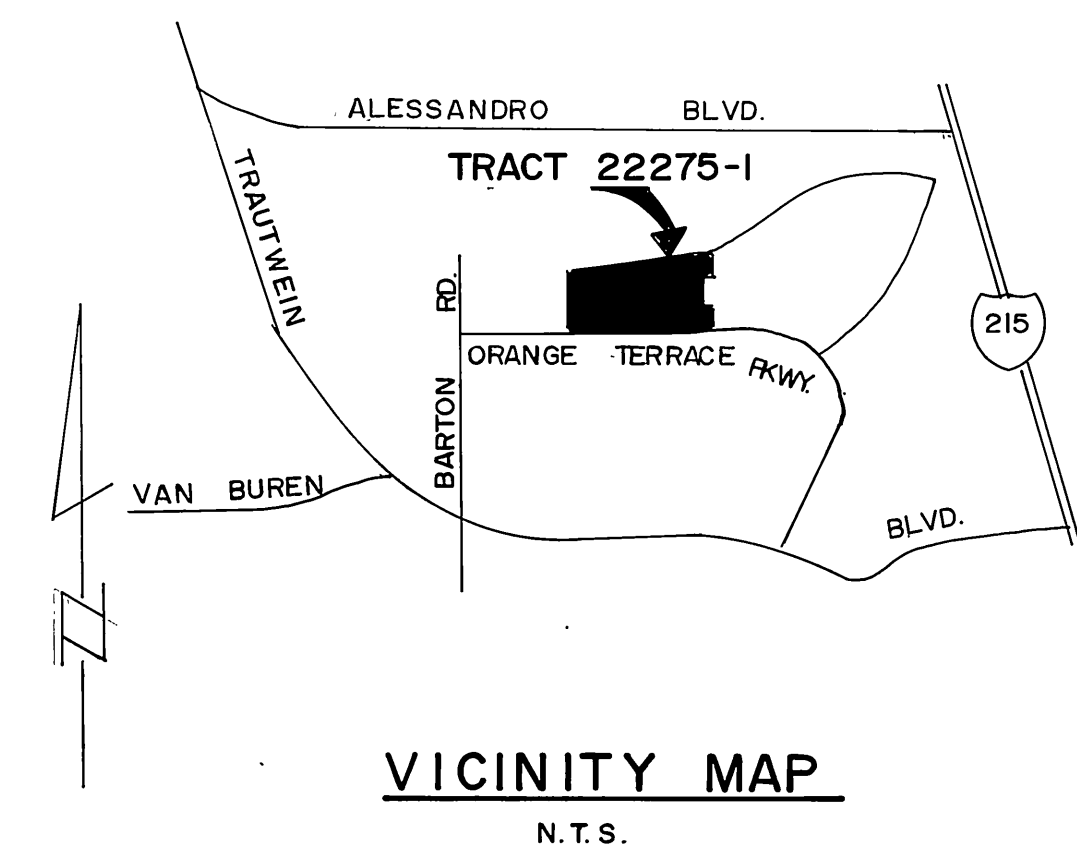 ALESSANDRO BLVD.
TRACT 22275-1
TRAUTWEIN
BARTON RD.
215
ORANGE TERRACE PKWY.
VAN BUREN BLVD.
N
VICINITY MAP
N.T.S.